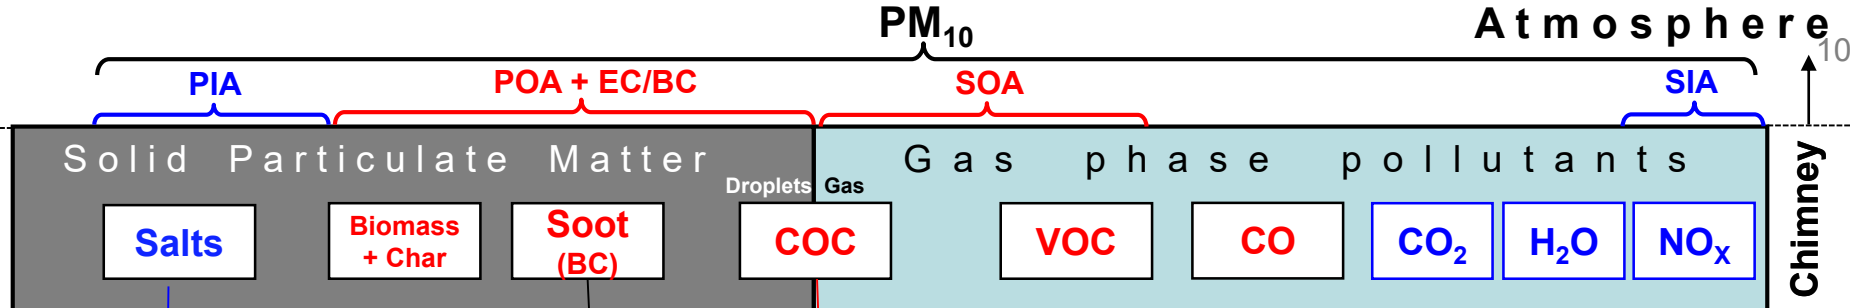 PM10
Atmosphere
10
PIA
POA + EC/BC
SOA
SIA
Solid Particulate Matter
Gas phase pollutants
Droplets
Gas
Salts
Biomass
+ Char
Soot
(BC)
COC
VOC
CO
CO2
H2O
NOX
Chimney